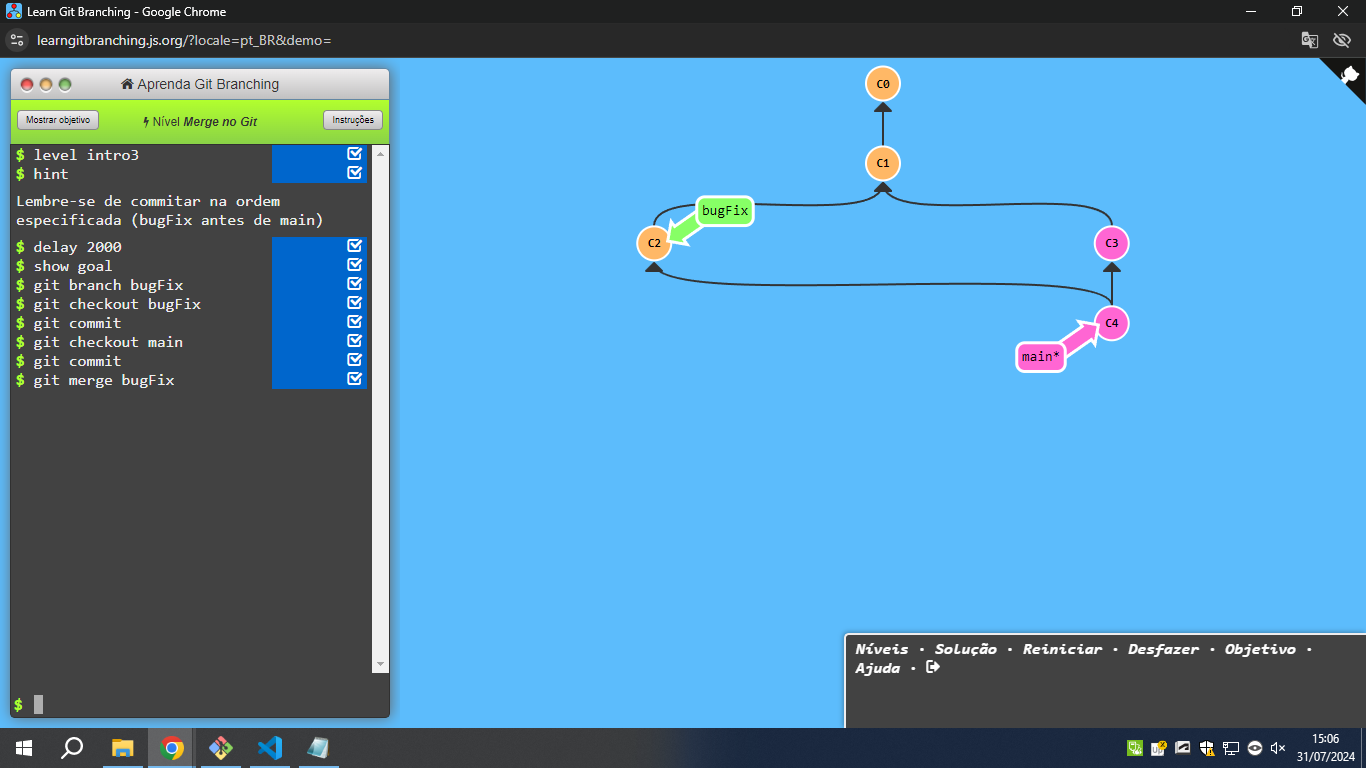 Learn Git Branching - Google Chrome
learngitbranching.js.org/?locale=pt_BR&demo=
Aprenda Git Branching
Mostrar objetivo
Nível Merge no Git
Instruções
$ level intro3
$ hint
Lembre-se de commitar na ordem
especificada (bugFix antes de main)
$ delay 2000
$ show goal
$ git branch bugFix
$ git checkout bugFix
$ git commit
$ git checkout main
$ git commit
$ git merge bugFix
$
C0
C1
bugFix
C2
C3
C4
main*
Níveis · Solução · Reiniciar · Desfazer · Objetivo ·
Ajuda ·
15:06
31/07/2024